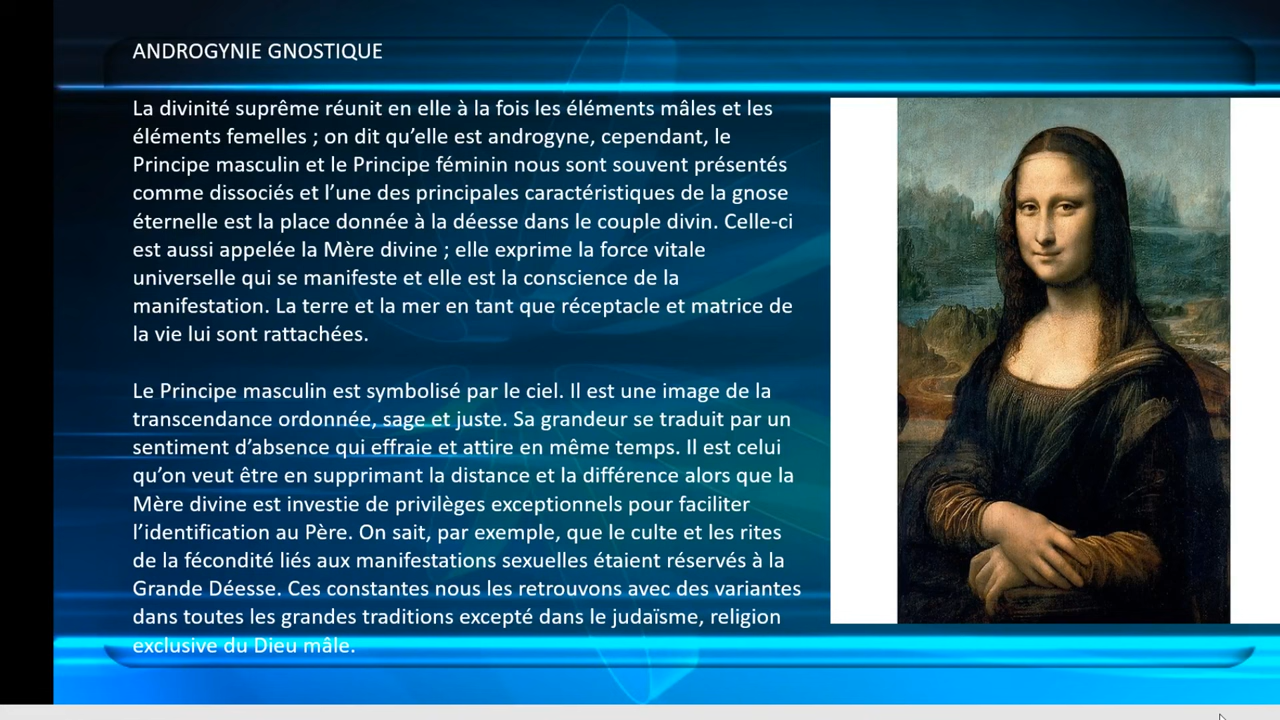 ANDROGYNIE GNOSTIQUE
La divinité suprême réunit en elle à la fois les éléments mâles et les
éléments femelles ; on dit qu’elle est androgyne, cependant, le
Principe masculin et le Principe féminin nous sont souvent présentés
comme dissociés et l’une des principales caractéristiques de la gnose
éternelle est la place donnée à la déesse dans le couple divin. Celle-ci
est aussi appelée la Mère divine ; elle exprime la force vitale
universelle qui se manifeste et elle est la conscience de la
manifestation. La terre et la mer en tant que réceptacle et matrice de
la vie lui sont rattachées.
Le Principe masculin est symbolisé par le ciel. Il est une image de la
transcendance ordonnée, sage et juste. Sa grandeur se traduit par un
sentiment d’absence qui effraie et attire en même temps. Il est celui
qu’on veut être en supprimant la distance et la différence alors que la
Mère divine est investie de privilèges exceptionnels pour faciliter
l’identification au Père. On sait, par exemple, que le culte et les rites
de la fécondité liés aux manifestations sexuelles étaient réservés à la
Grande Déesse. Ces constantes nous les retrouvons avec des variantes
dans toutes les grandes traditions excepté dans le judaïsme, religion
exclusive du Dieu mâle.